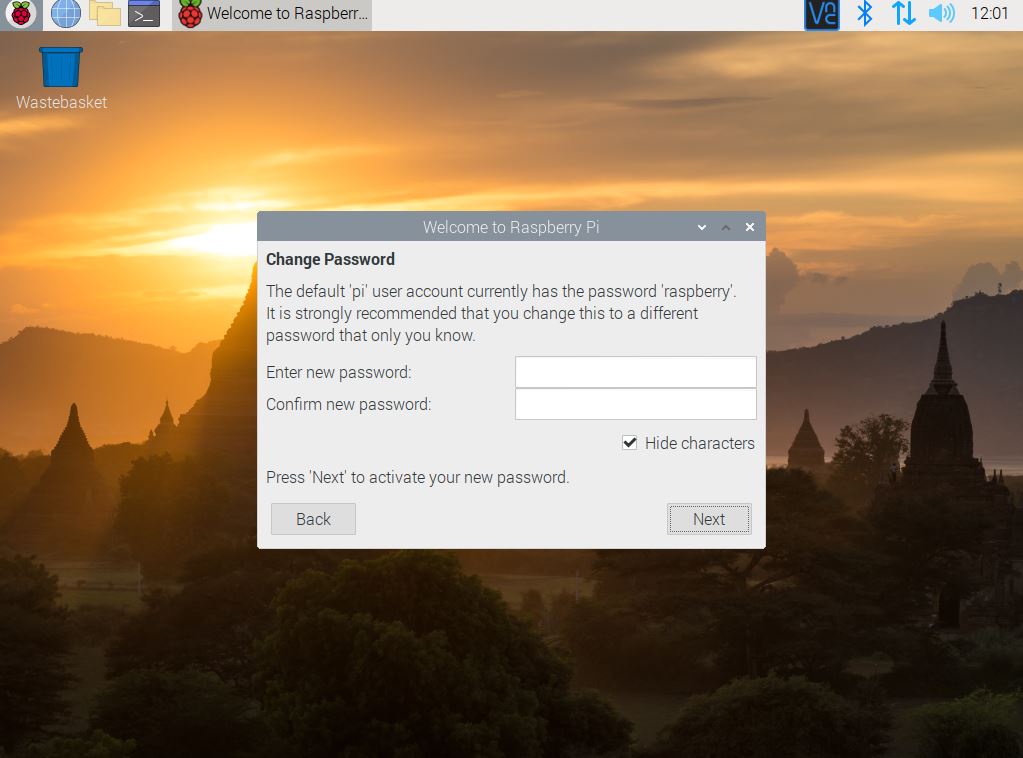 Welcome to Raspberr...
12:01
Wastebasket
Welcome to Raspberry Pi
Change Password
The default 'pi' user account currently has the password 'raspberry'.
It is strongly recommended that you change this to a different
password that only you know.
Enter new password:
Confirm new password:
Hide characters
Press 'Next' to activate your new password.
Back
Next